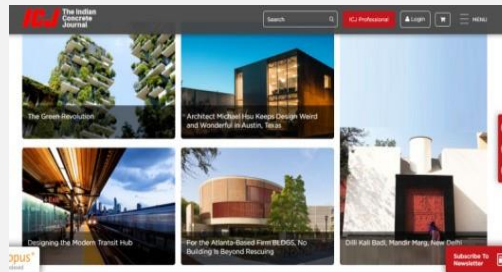 ICJ
The Indian
Concrete
Journal
Search
ICJ Professional
Login
MENU
The Green Revolution
Architect Michael Hsu Keeps Design Weird
and Wonderful in Austin, Texas
Designing the Modern Transit Hub
For the Atlanta-Based Firm BLDGS, No
Building Is Beyond Rescuing
Dilli Kali Badi, Mandir Marg, New Delhi
opus
Subscribe To
Newsletter